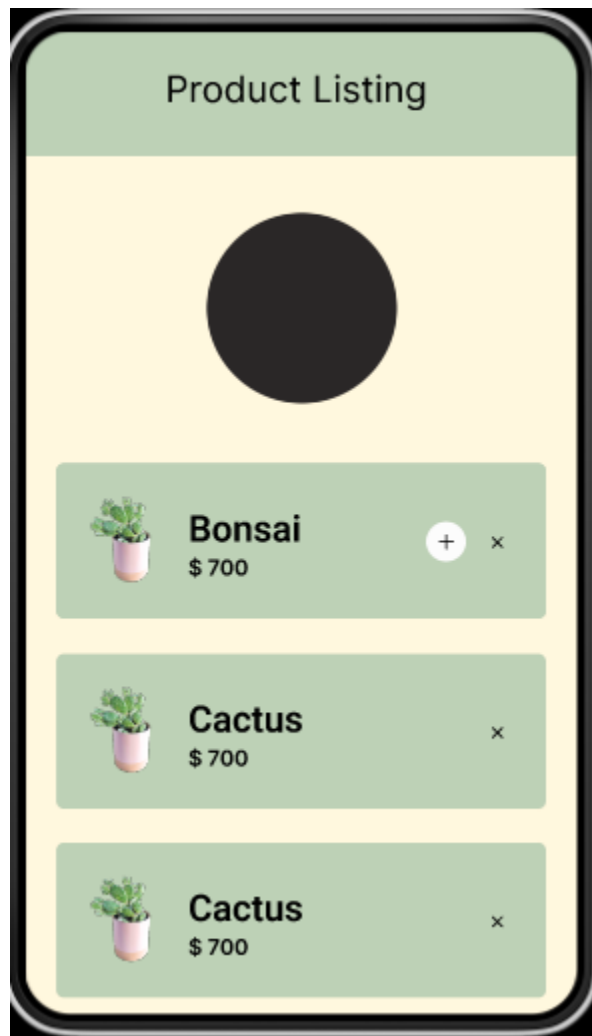 Product Listing
Bonsai
$ 700
+ ×
Cactus
$ 700
×
Cactus
$ 700
×